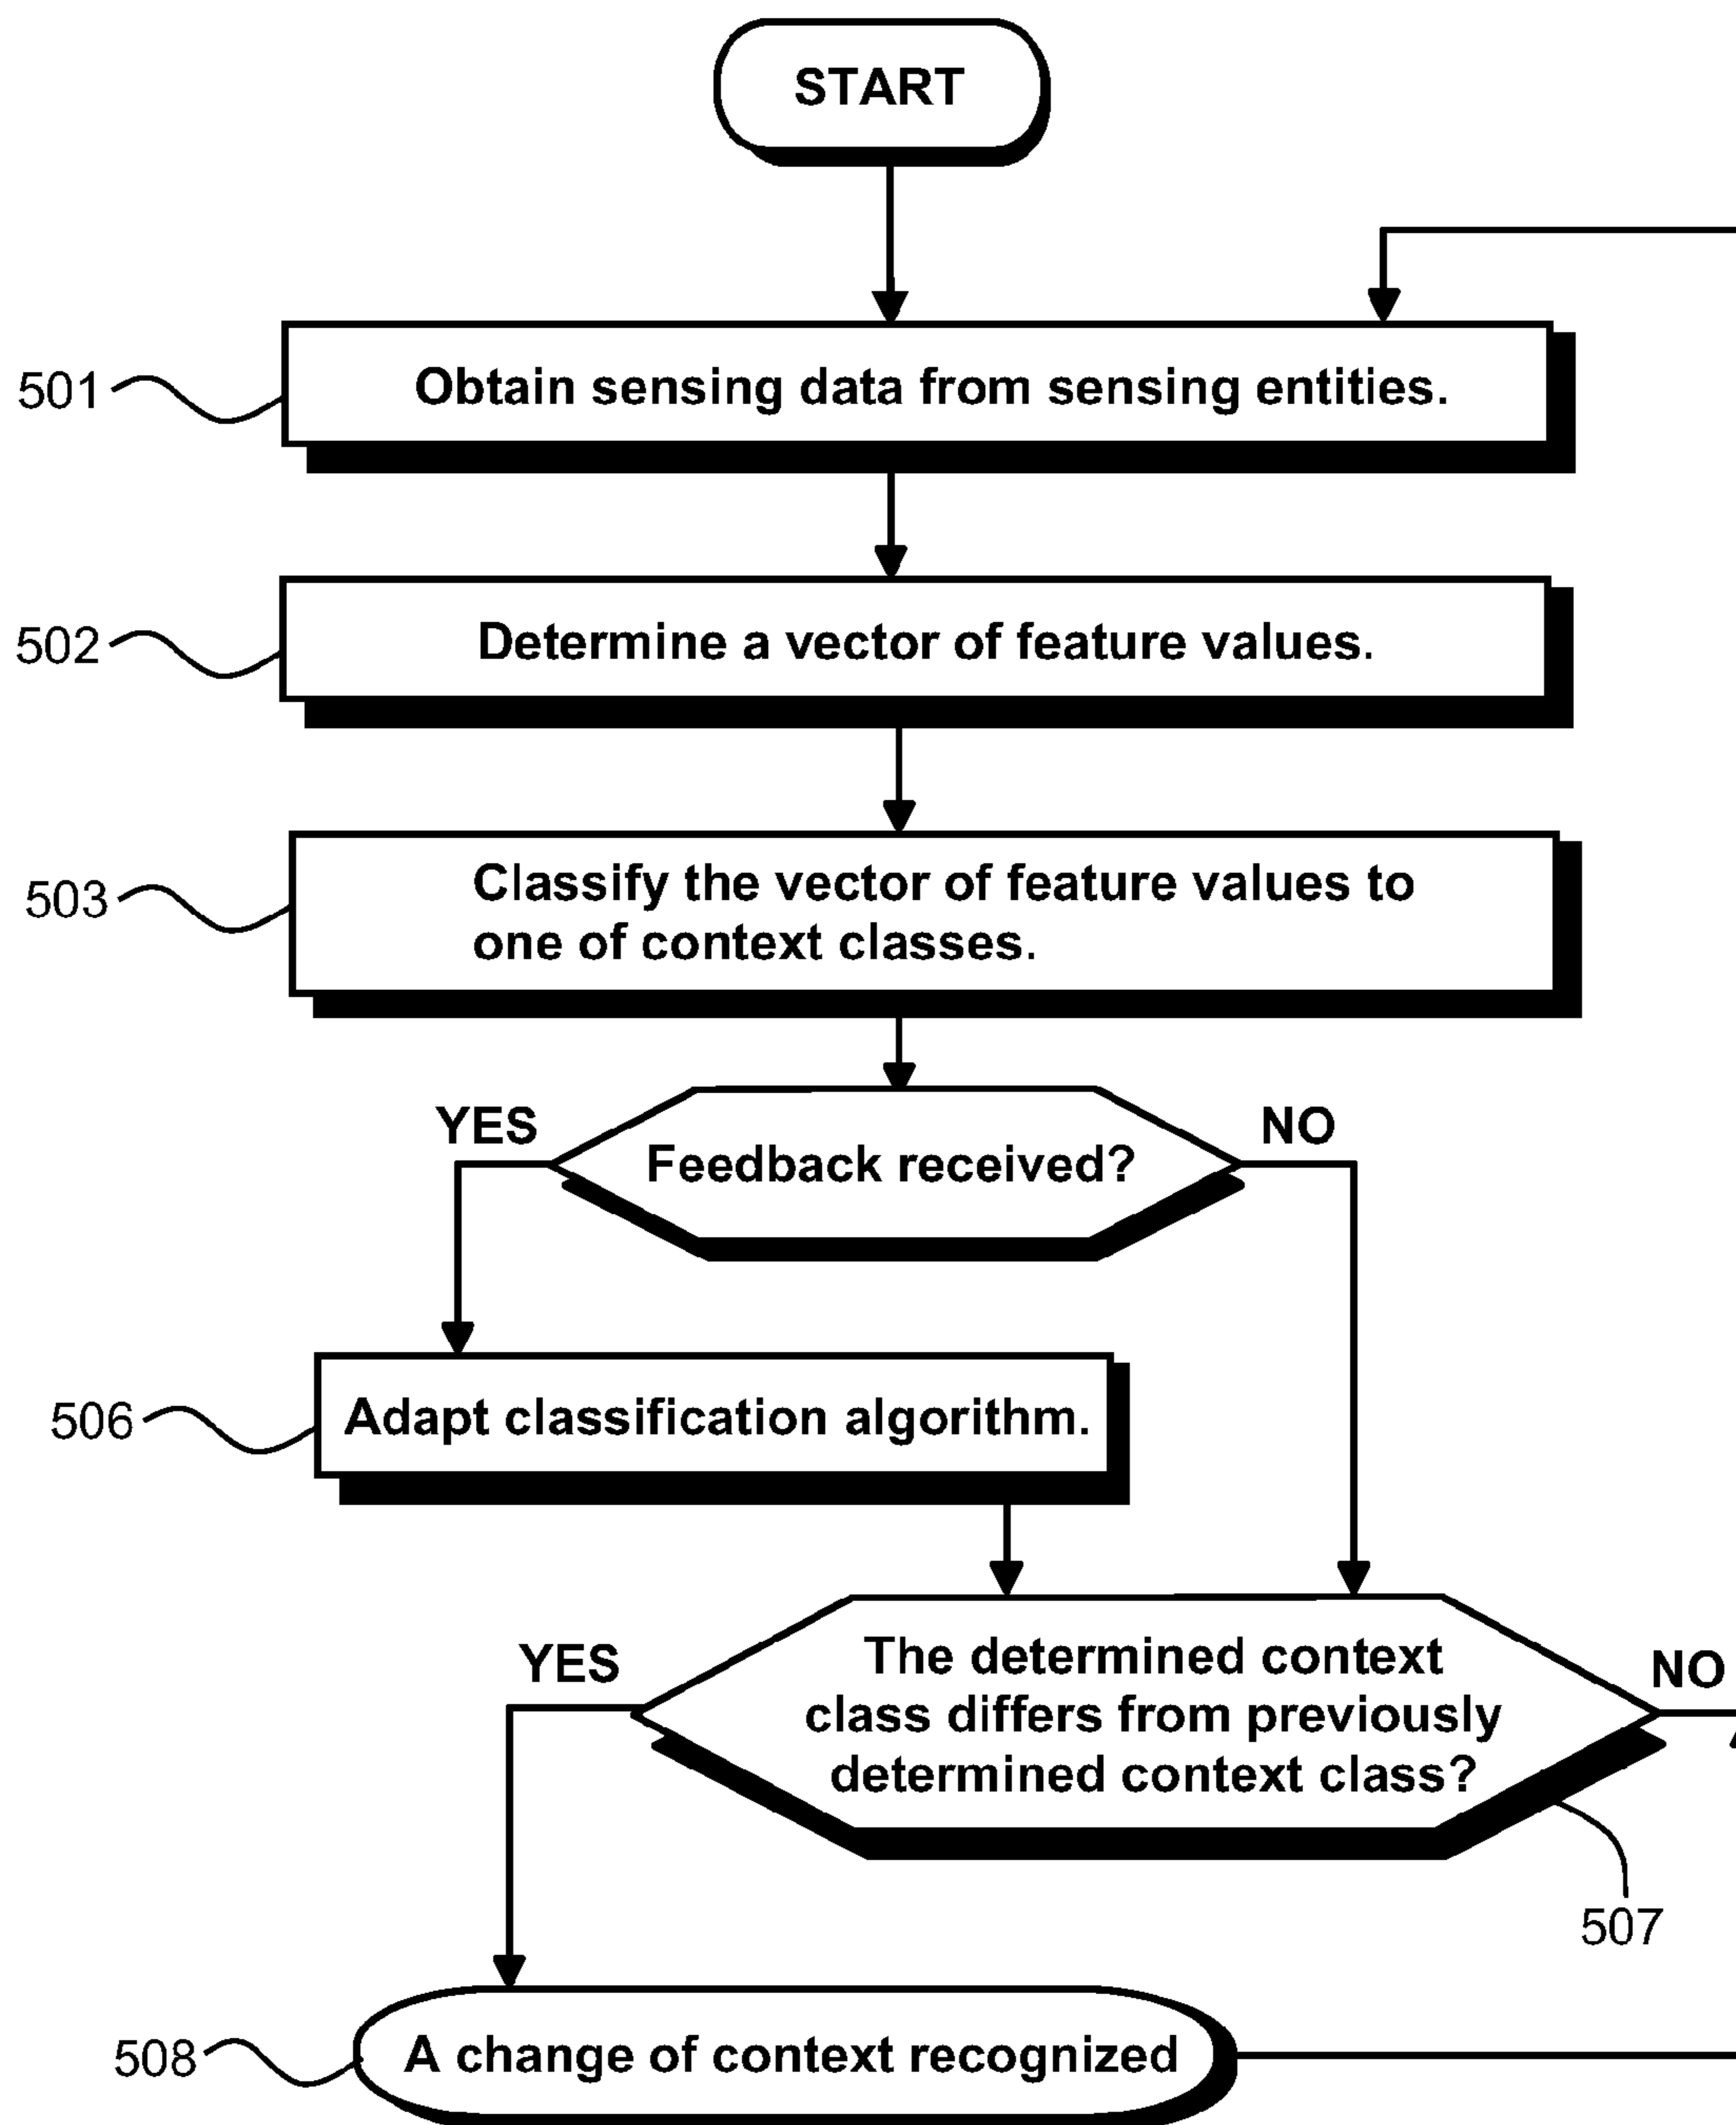 START
501
Obtain sensing data from sensing entities.
502
Determine a vector of feature values.
503
Classify the vector of feature values to
one of context classes.
YES
Feedback received?
NO
506
Adapt classification algorithm.
YES
The determined context
class differs from previously
determined context class?
NO
507
508
A change of context recognized